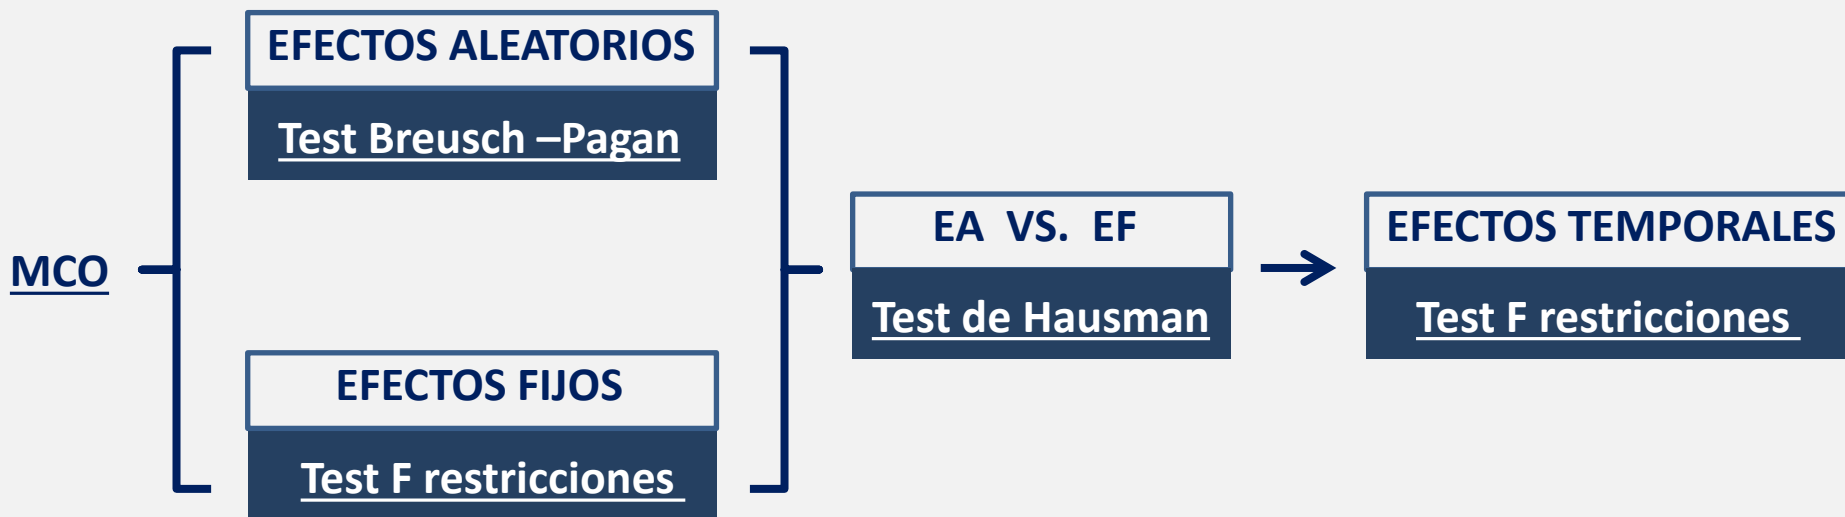 MCO
EFECTOS ALEATORIOS
Test Breusch –Pagan
EFECTOS FIJOS
Test F restricciones
EA VS. EF
Test de Hausman
EFECTOS TEMPORALES
Test F restricciones